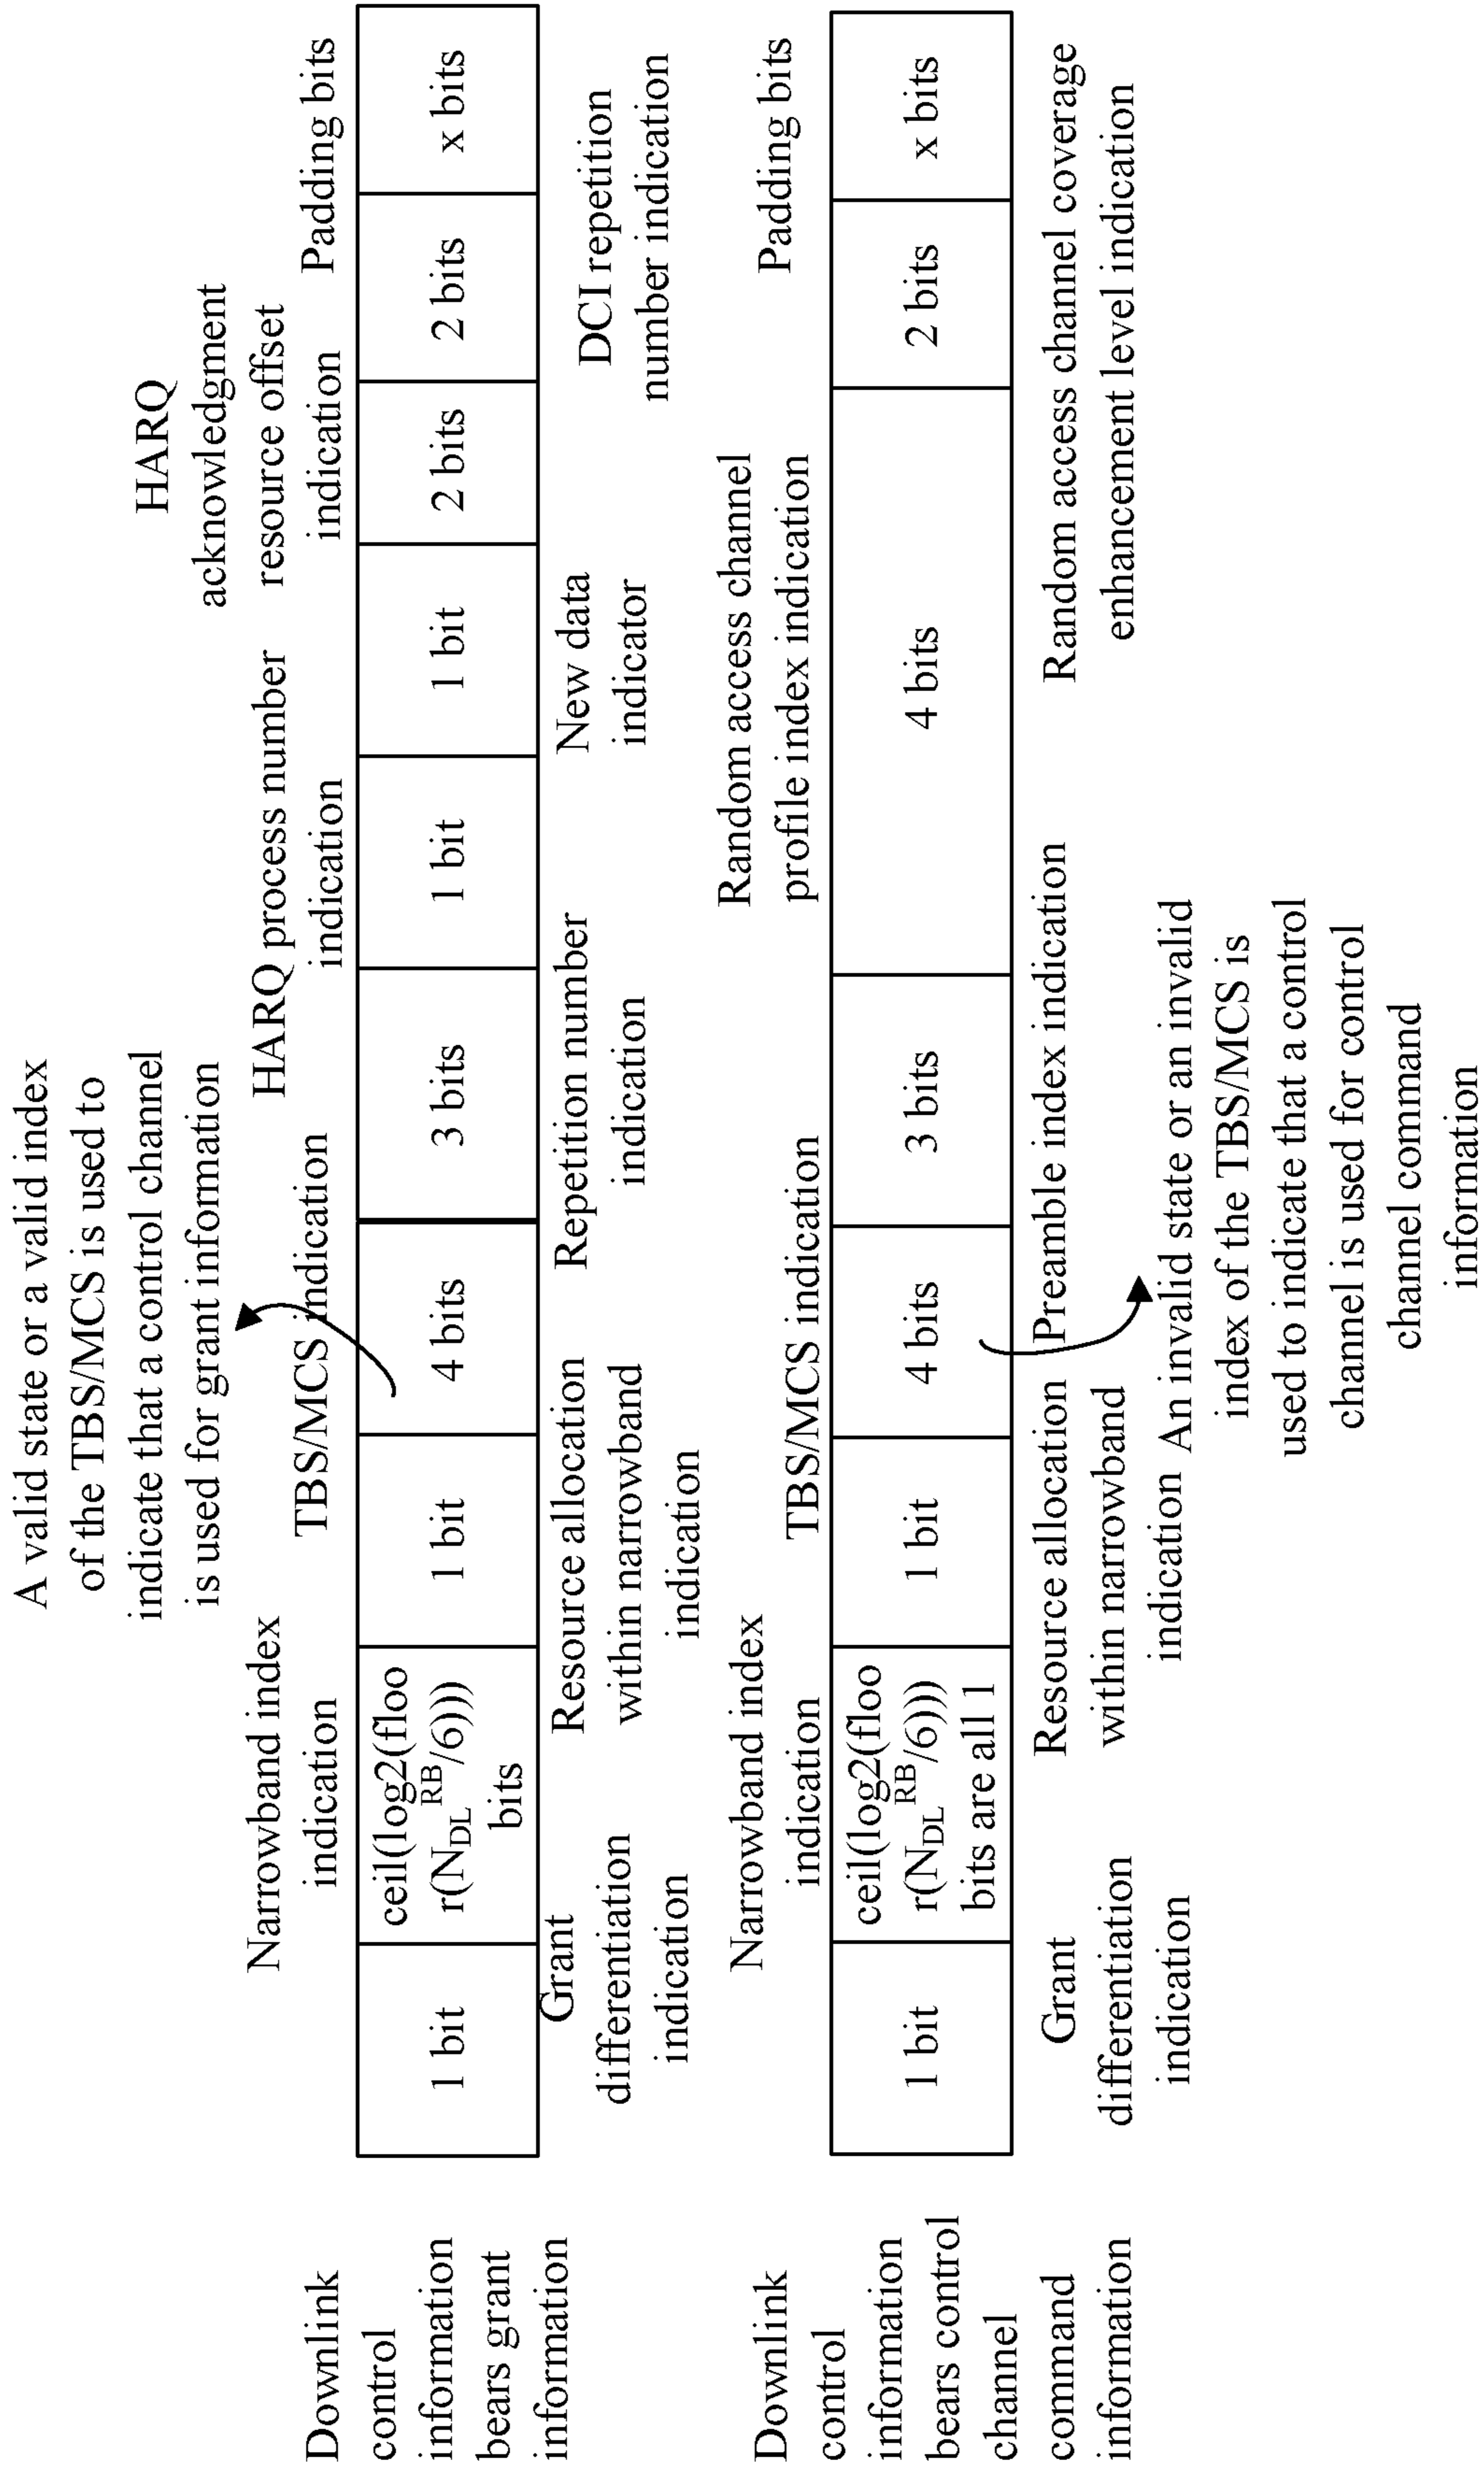 A valid state or a valid index
of the TBS/MCS is used to
indicate that a control channel
is used for grant information
Narrowband index
indication
TBS/MCS indication
HARQ process number
indication
HARQ
acknowledgment
resource offset
indication
Padding bits
Downlink
control
information
bears grant
information
1 bit
ceil(log2(floo
r(N_DL^RB/6)))
bits
1 bit
4 bits
3 bits
1 bit
1 bit
2 bits
2 bits
x bits
Grant
differentiation
indication
Resource allocation
within narrowband
indication
Repetition number
indication
New data
indicator
DCI repetition
number indication
Narrowband index
indication
TBS/MCS indication
Random access channel
profile index indication
Padding bits
Downlink
control
information
bears control
channel
command
information
1 bit
ceil(log2(floo
r(N_DL^RB/6)))
bits are all 1
1 bit
4 bits
3 bits
4 bits
2 bits
x bits
Grant
differentiation
indication
Resource allocation
within narrowband
indication
Preamble index indication
Random access channel coverage
enhancement level indication
An invalid state or an invalid
index of the TBS/MCS is
used to indicate that a control
channel is used for control
channel command
information